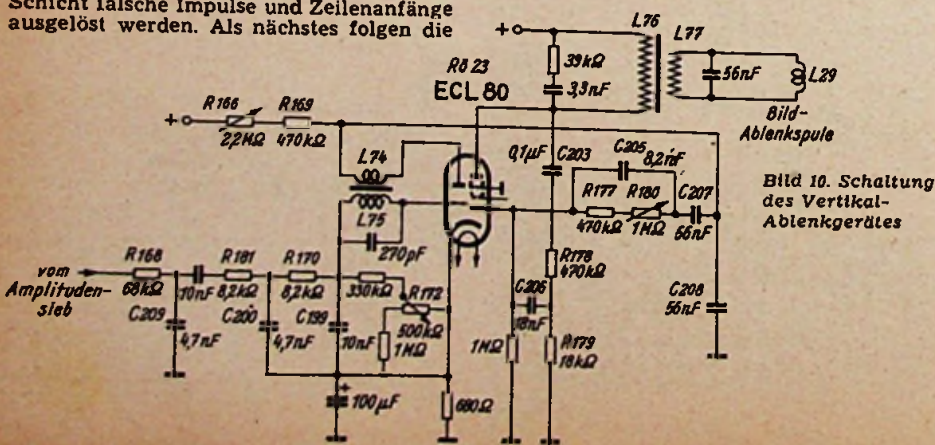 Schicht falsche Impulse und Zeilenanfänge
ausgelöst werden. Als nächstes folgen die
L76
L77
+
39kΩ
3,3nF
56nF
L29
Rö 23
ECL 80
Bild-
Ablenkspule
R166
R169
+
2,2MΩ
470kΩ
L74
L75
270pF
0,1µF
C203
C205
8,2nF
R177
R180
C207
470kΩ
1MΩ
56nF
Bild 10. Schaltung
des Vertikal-
Ablenkgerätes
vom
Amplituden-
sieb
R168
R181
R170
68kΩ
10nF
8,2kΩ
8,2kΩ
330kΩ
R172
500kΩ
1MΩ
C209
C200
C199
4,7nF
4,7nF
10nF
+
100µF
680Ω
R178
470kΩ
C206
18nF
1MΩ
R179
18kΩ
C208
56nF